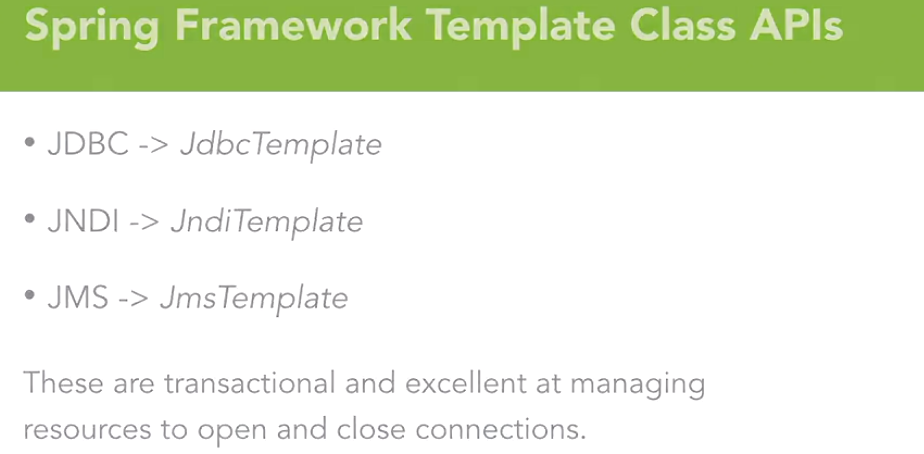 Spring Framework Template Class APIs
• JDBC -> JdbcTemplate
• JNDI -> JndiTemplate
• JMS -> JmsTemplate
These are transactional and excellent at managing
resources to open and close connections.